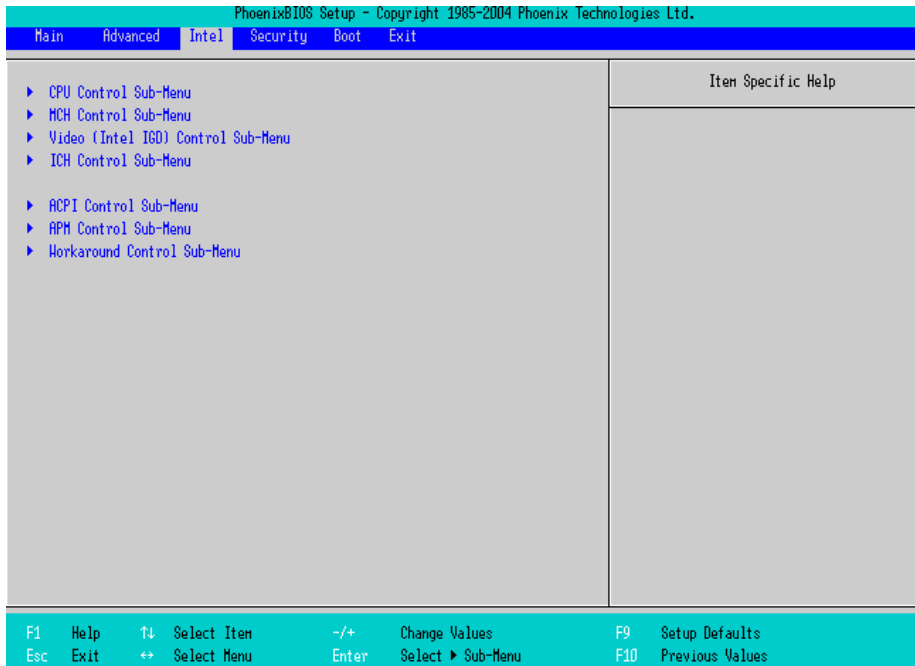 PhoenixBIOS Setup - Copyright 1985-2004 Phoenix Technologies Ltd.
Main Advanced Intel Security Boot Exit
Item Specific Help
▶ CPU Control Sub-Menu
▶ MCH Control Sub-Menu
▶ Video (Intel IGD) Control Sub-Menu
▶ ICH Control Sub-Menu
▶ ACPI Control Sub-Menu
▶ APM Control Sub-Menu
▶ Workaround Control Sub-Menu
F1 Help ↑↓ Select Item -/+ Change Values F9 Setup Defaults
Esc Exit ↔ Select Menu Enter Select ▶ Sub-Menu F10 Previous Values